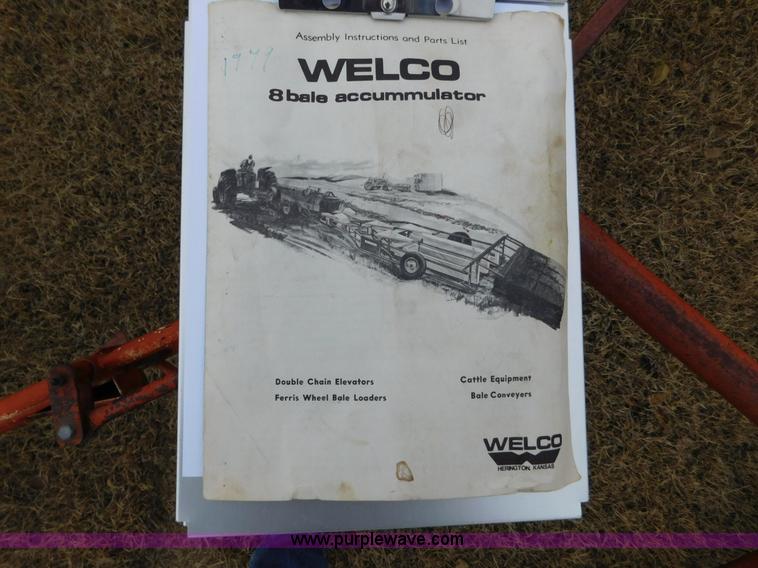 Assembly Instructions and Parts List
1979
WELCO
8 bale accummulator
Double Chain Elevators
Ferris Wheel Bale Loaders
Cattle Equipment
Bale Conveyers
WELCO
HERINGTON, KANSAS
www.purplewave.com